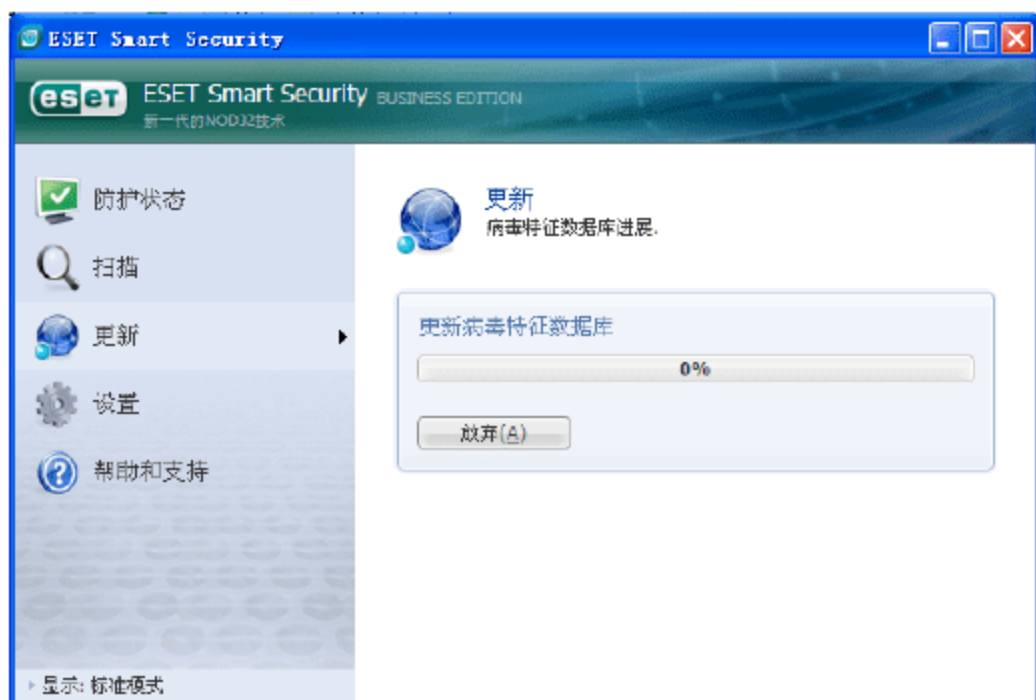 ESET Smart Security
eset ESET Smart Security BUSINESS EDITION
新一代的NOD32技术
防护状态
扫描
更新
设置
帮助和支持
显示: 标准模式
更新
病毒特征数据库进展.
更新病毒特征数据库
0%
放弃(A)